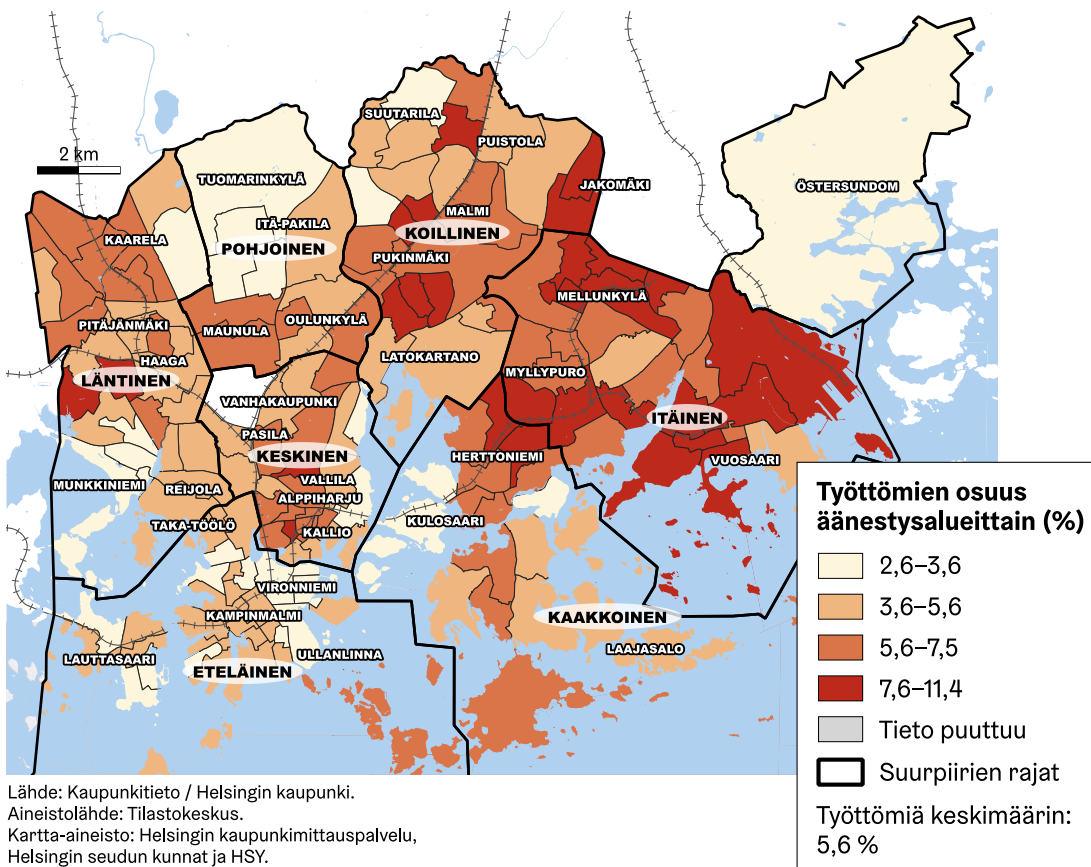 SUUTARILA
PUISTOLA
2 km
TUOMARINKYLÄ
JAKOMÄKI
ÖSTERSUNDOM
ITÄ-PAKILA
MALMI
KAARELA
POHJOINEN
KOILLINEN
PUKINMÄKI
MELLUNKYLÄ
PITÄJÄNMÄKI
MAUNULA
OULUNKYLÄ
HAAGA
LATOKARTANO
LÄNTINEN
MYLLYPURO
VANHAKAUPUNKI
ITÄINEN
PASILA
KESKINEN
HERTTONIEMI
VUOSAARI
MUNKKINIEMI
REIJOLA
VALLILA
ALPPIHARJU
TAKA-TÖÖLÖ
KALLIO
KULOSAARI
VIRONNIEMI
KAMPINMALMI
KAAKKOINEN
LAUTTASAARI
ULLANLINNA
LAAJASALO
ETELÄINEN
Työttömien osuus
äänestysalueittain (%)
2,6–3,6
3,6–5,6
5,6–7,5
7,6–11,4
Tieto puuttuu
Suurpiirien rajat
Työttömiä keskimäärin:
5,6 %
Lähde: Kaupunkitieto / Helsingin kaupunki.
Aineistolähde: Tilastokeskus.
Kartta-aineisto: Helsingin kaupunkimittauspalvelu,
Helsingin seudun kunnat ja HSY.